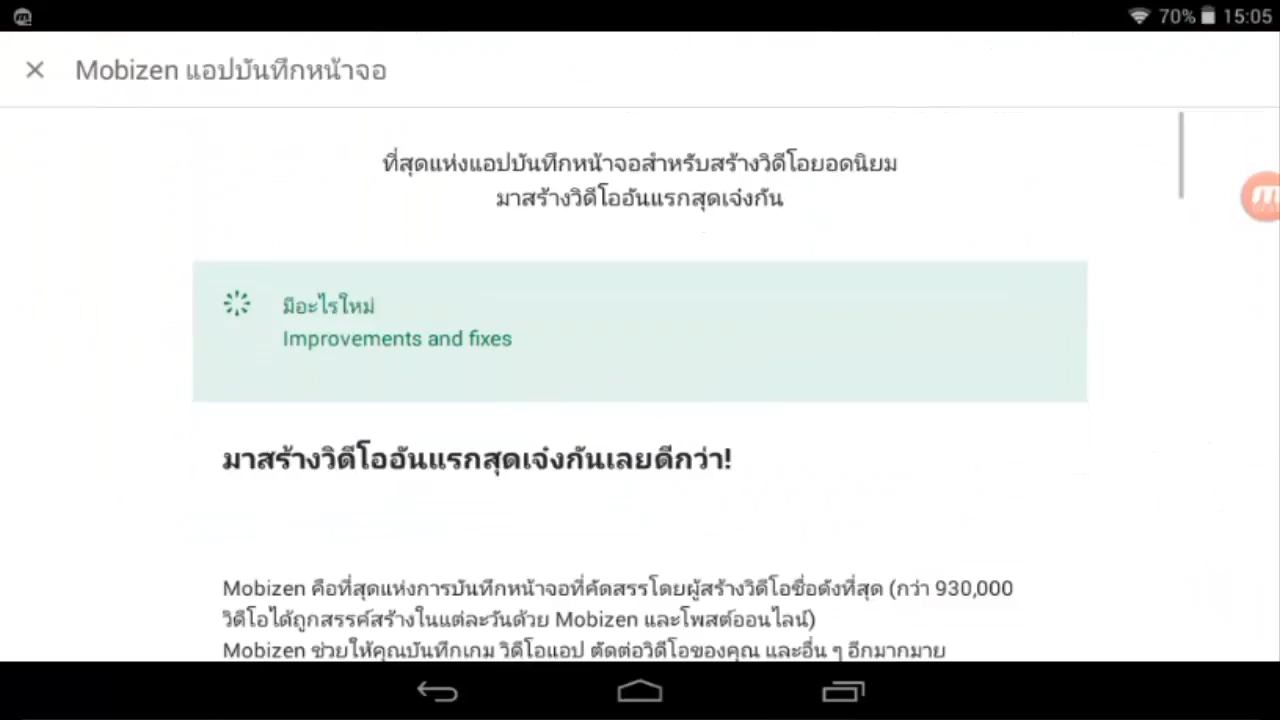 70% 15:05
Mobizen แอปบันทึกหน้าจอ
ที่สุดแห่งแอปบันทึกหน้าจอสำหรับสร้างวิดีโอยอดนิยม
มาสร้างวิดีโออันแรกสุดเจ๋งกัน
มีอะไรใหม่
Improvements and fixes
มาสร้างวิดีโออันแรกสุดเจ๋งกันเลยดีกว่า!
Mobizen คือที่สุดแห่งการบันทึกหน้าจอที่คัดสรรโดยผู้สร้างวิดีโอชื่อดังที่สุด (กว่า 930,000
วิดีโอได้ถูกสรรค์สร้างในแต่ละวันด้วย Mobizen และโพสต์ออนไลน์)
Mobizen ช่วยให้คุณบันทึกเกม วิดีโอแอป ตัดต่อวิดีโอของคุณ และอื่น ๆ อีกมากมาย